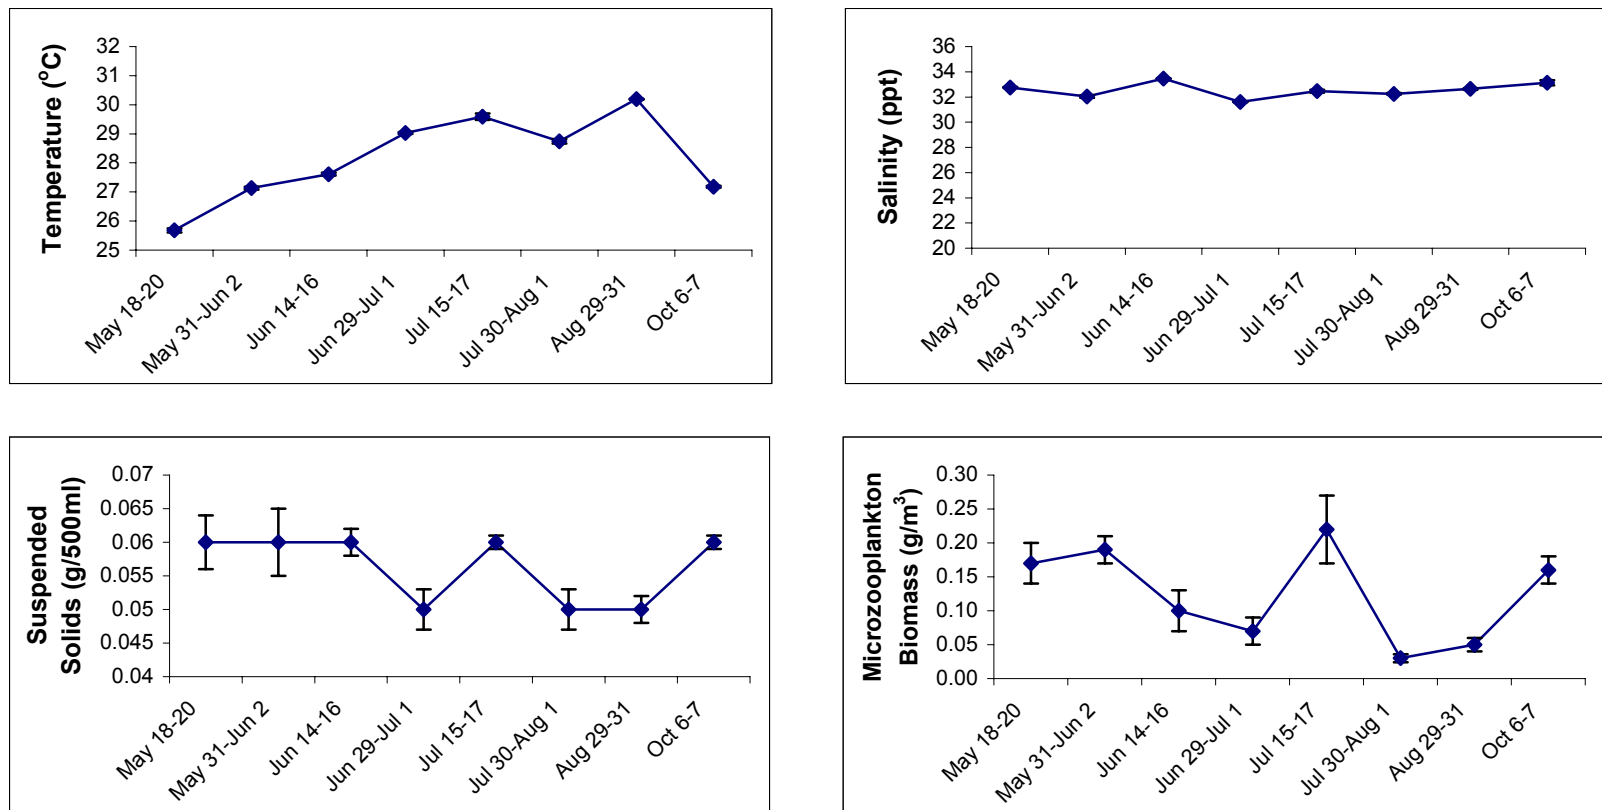 Temperature (°C)
32
31
30
29
28
27
26
25
May 18-20
May 31-Jun 2
Jun 14-16
Jun 29-Jul 1
Jul 15-17
Jul 30-Aug 1
Aug 29-31
Oct 6-7
Salinity (ppt)
36
34
32
30
28
26
24
22
20
May 18-20
May 31-Jun 2
Jun 14-16
Jun 29-Jul 1
Jul 15-17
Jul 30-Aug 1
Aug 29-31
Oct 6-7
Suspended
Solids (g/500ml)
0.07
0.065
0.06
0.055
0.05
0.045
0.04
May 18-20
May 31-Jun 2
Jun 14-16
Jun 29-Jul 1
Jul 15-17
Jul 30-Aug 1
Aug 29-31
Oct 6-7
Microzooplankton
Biomass (g/m³)
0.30
0.25
0.20
0.15
0.10
0.05
0.00
May 18-20
May 31-Jun 2
Jun 14-16
Jun 29-Jul 1
Jul 15-17
Jul 30-Aug 1
Aug 29-31
Oct 6-7